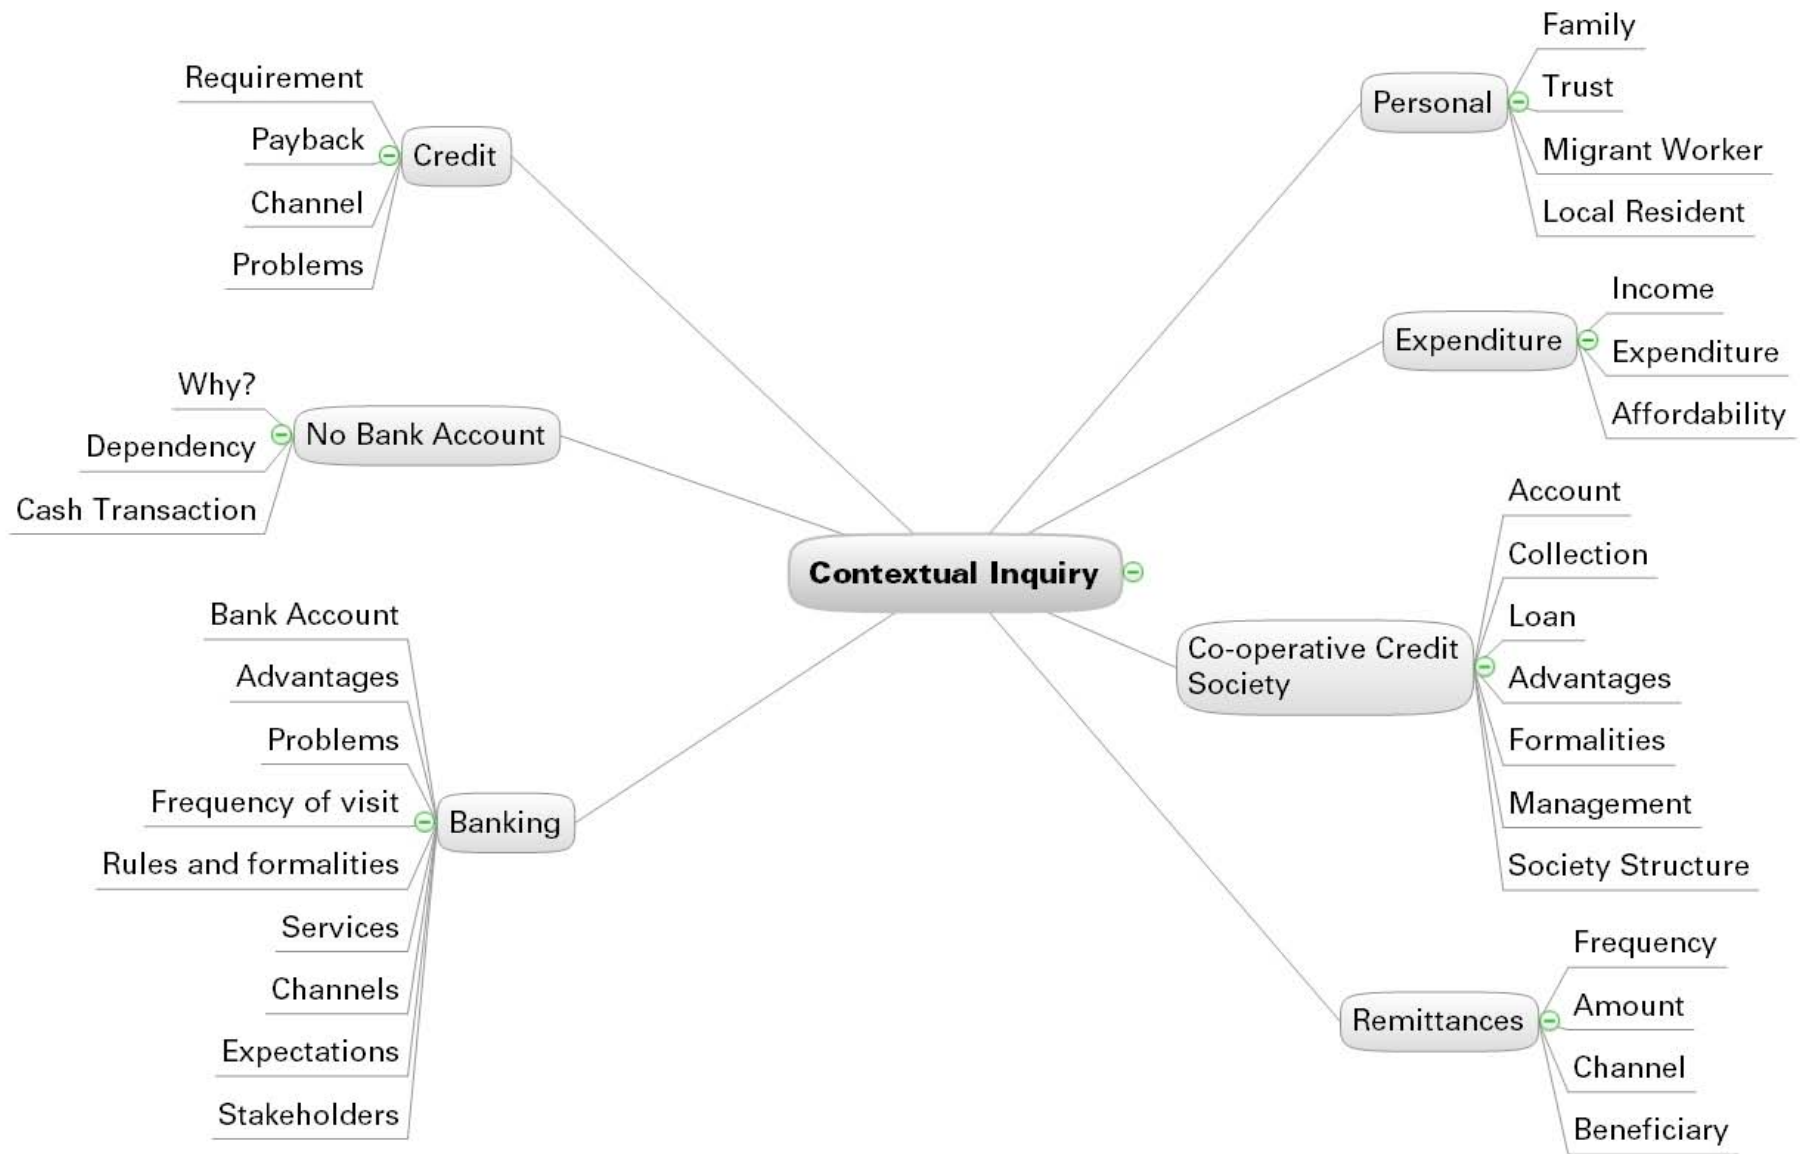 Requirement
Payback
Channel
Problems
Credit
Why?
Dependency
Cash Transaction
No Bank Account
Bank Account
Advantages
Problems
Frequency of visit
Rules and formalities
Services
Channels
Expectations
Stakeholders
Banking
Contextual Inquiry
Personal
Family
Trust
Migrant Worker
Local Resident
Expenditure
Income
Expenditure
Affordability
Co-operative Credit
Society
Account
Collection
Loan
Advantages
Formalities
Management
Society Structure
Remittances
Frequency
Amount
Channel
Beneficiary